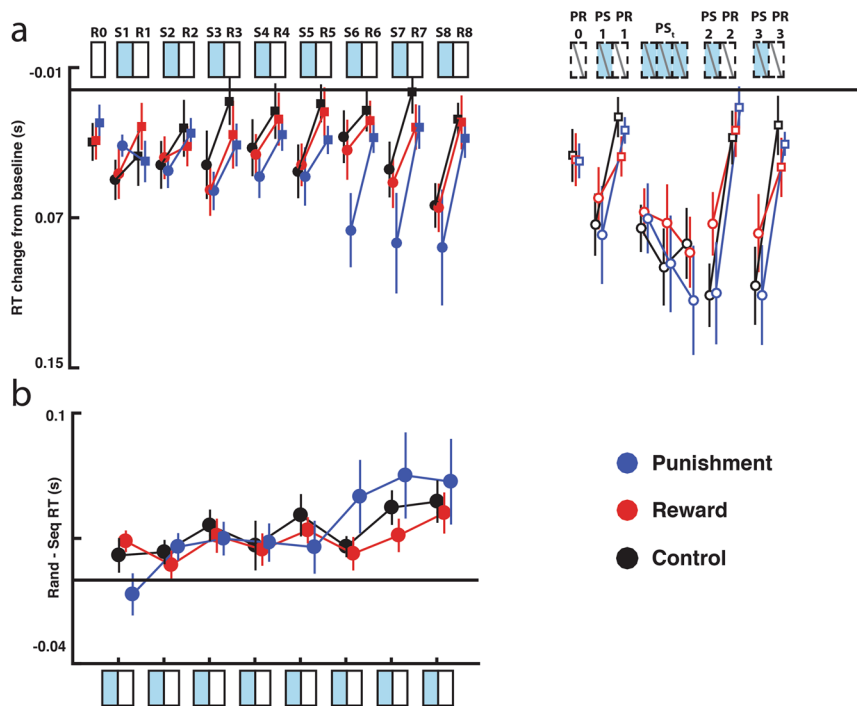 a
R0 S1 R1 S2 R2 S3 R3 S4 R4 S5 R5 S6 R6 S7 R7 S8 R8
PR PS PR PS PR PS PR
0 1 1 PSt 2 2 3 3
-0.01
0.07
0.15
RT change from baseline (s)
b
0.1
-0.04
Rand - Seq RT (s)
Punishment
Reward
Control